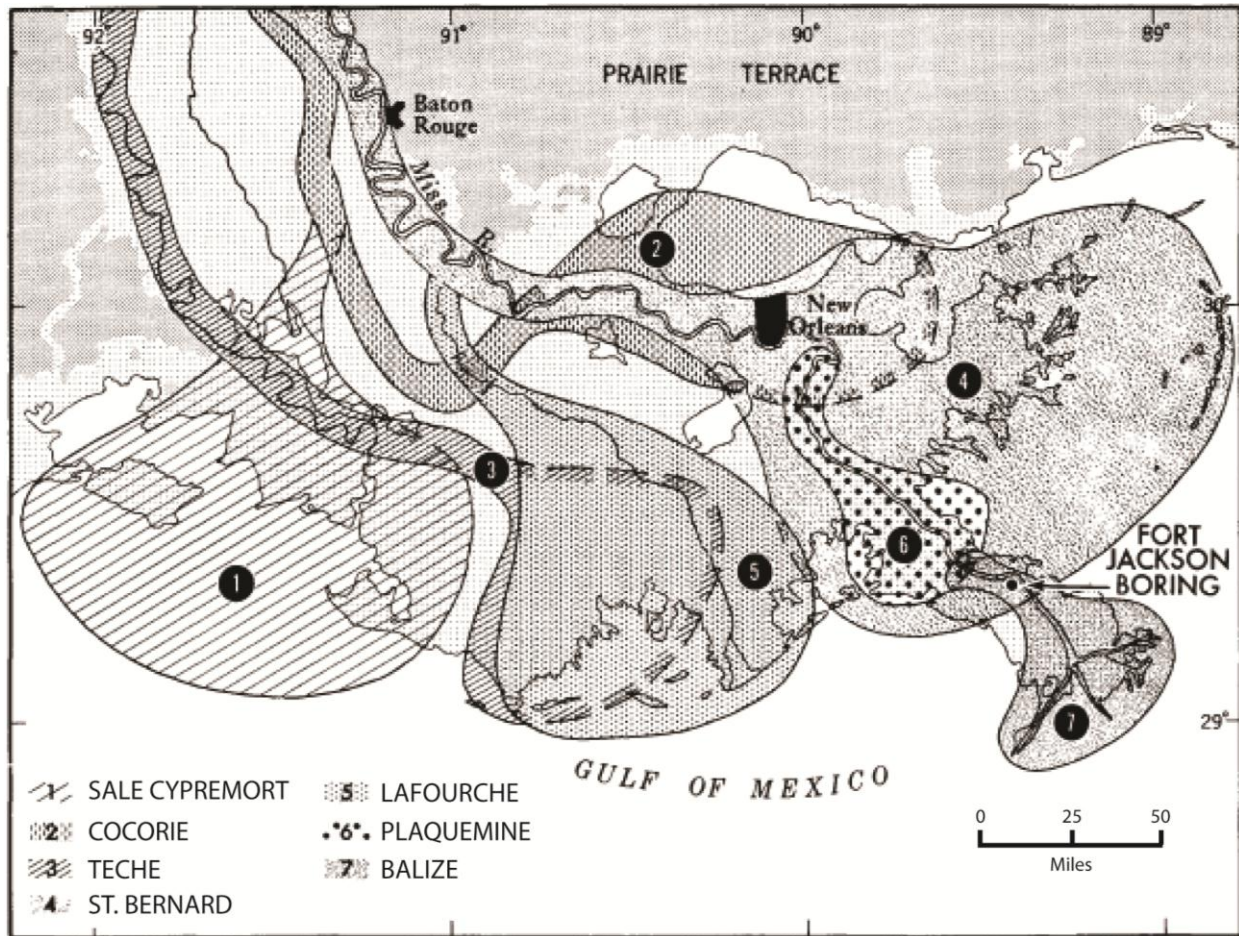 92
91°
90°
89°
PRAIRIE TERRACE
Baton
Rouge
Miss. R.
2
New
Orleans
30°
4
3
6
5
1
FORT
JACKSON
BORING
29°
7
GULF OF MEXICO
1 SALE CYPREMORT
2 COCORIE
3 TECHE
4 ST. BERNARD
5 LAFOURCHE
6 PLAQUEMINE
7 BALIZE
0 25 50
Miles